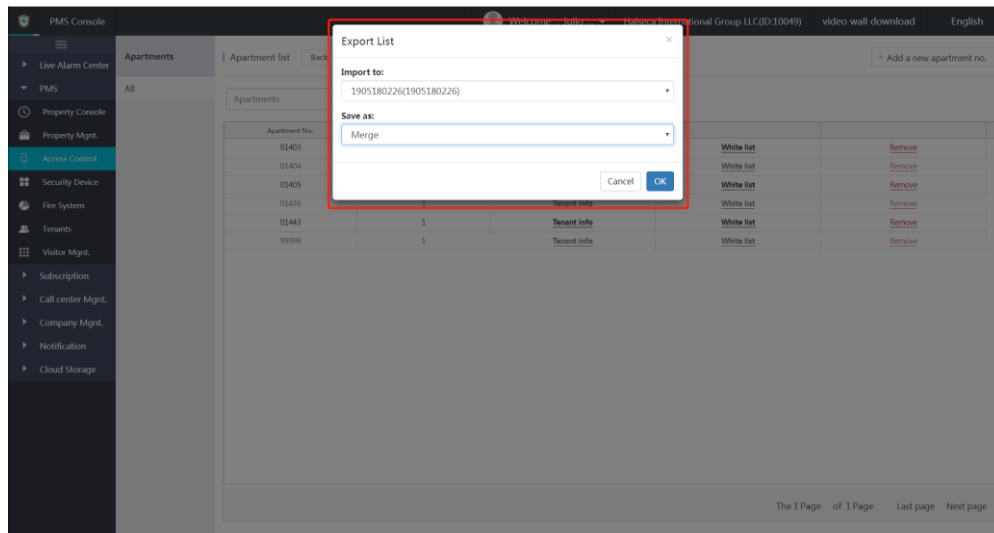 PMS Console
Welcome
Julio ...
Halseca International Group LLC(ID:10049)
video wall download
English
Live Alarm Center
PMS
Property Console
Property Mgnt.
Access Control
Security Device
Fire System
Tenants
Visitor Mgnt.
Subscription
Call center Mgnt.
Company Mgnt.
Notification
Cloud Storage
Apartments
All
Apartment list
Back
+ Add a new apartment no.
Apartments
Export List
×
Import to:
1905180226(1905180226)
Save as:
Merge
Cancel
OK
Apartment No.
01403 White list Remove
01404 White list Remove
01405 White list Remove
01430 1 Tenant info White list Remove
01443 1 Tenant info White list Remove
99999 1 Tenant info White list Remove
The 1 Page of 1 Page Last page Next page